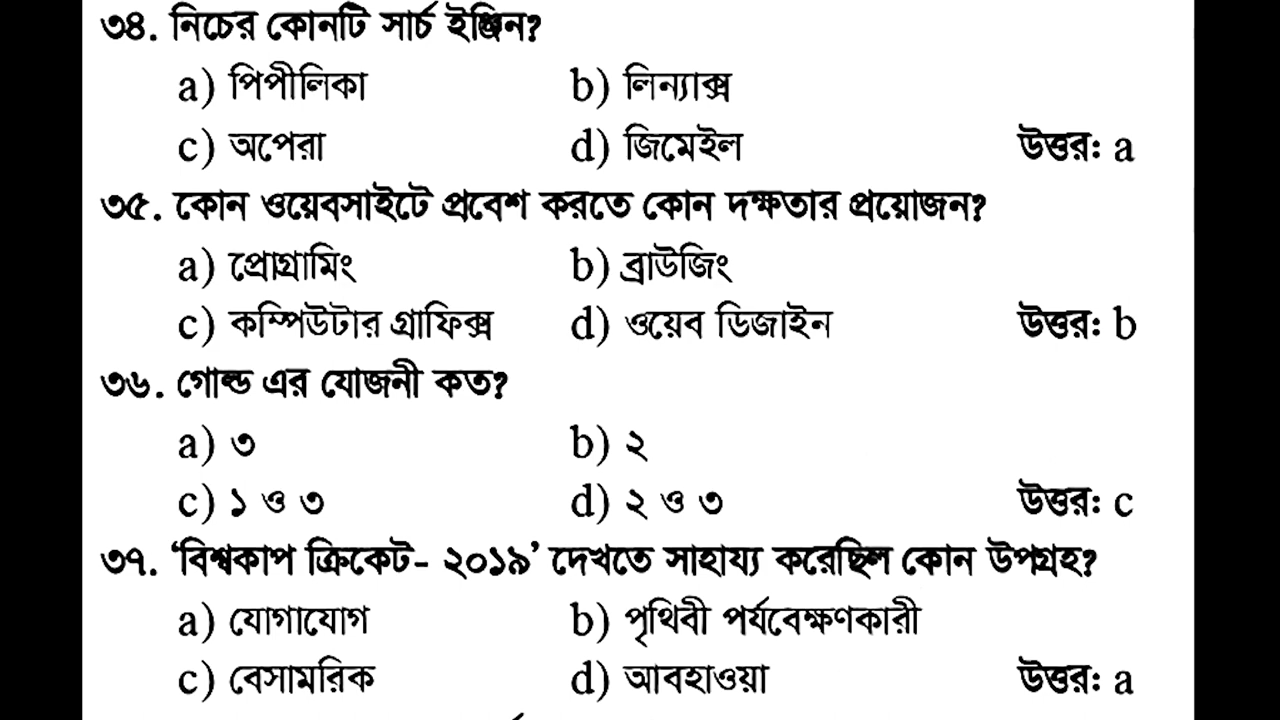 ৩৪. নিচের কোনটি সার্চ ইঞ্জিন?
a) পিপীলিকা b) লিন্যাক্স
c) অপেরা d) জিমেইল উত্তর: a
৩৫. কোন ওয়েবসাইটে প্রবেশ করতে কোন দক্ষতার প্রয়োজন?
a) প্রোগ্রামিং b) ব্রাউজিং
c) কম্পিউটার গ্রাফিক্স d) ওয়েব ডিজাইন উত্তর: b
৩৬. গোল্ড এর যোজনী কত?
a) ৩ b) ২
c) ১ ও ৩ d) ২ ও ৩ উত্তর: c
৩৭. ‘বিশ্বকাপ ক্রিকেট- ২০১৯’ দেখতে সাহায্য করেছিল কোন উপগ্রহ?
a) যোগাযোগ b) পৃথিবী পর্যবেক্ষণকারী
c) বেসামরিক d) আবহাওয়া উত্তর: a